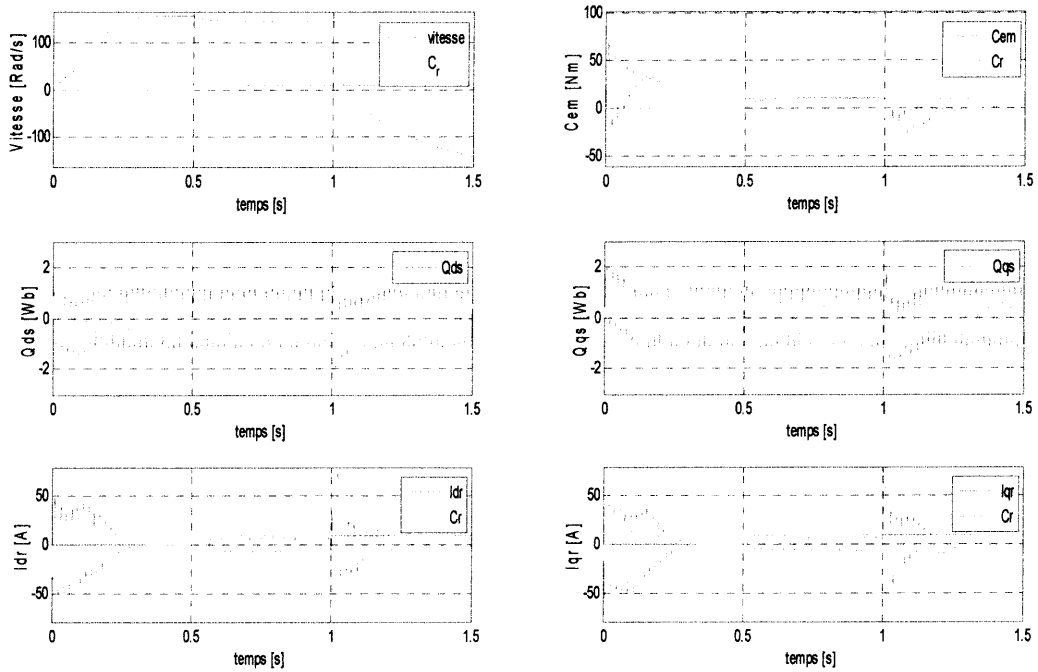 100
0
-100
Vitesse [Rad/s]
vitesse
C_r
0 0.5 1 1.5
temps [s]
100
50
0
-50
Cem [Nm]
Cem
Cr
0 0.5 1 1.5
temps [s]
2
0
-2
Qds [Wb]
Qds
0 0.5 1 1.5
temps [s]
2
0
-2
Qqs [Wb]
Qqs
0 0.5 1 1.5
temps [s]
50
0
-50
Idr [A]
Idr
Cr
0 0.5 1 1.5
temps [s]
50
0
-50
Iqr [A]
Iqr
Cr
0 0.5 1 1.5
temps [s]